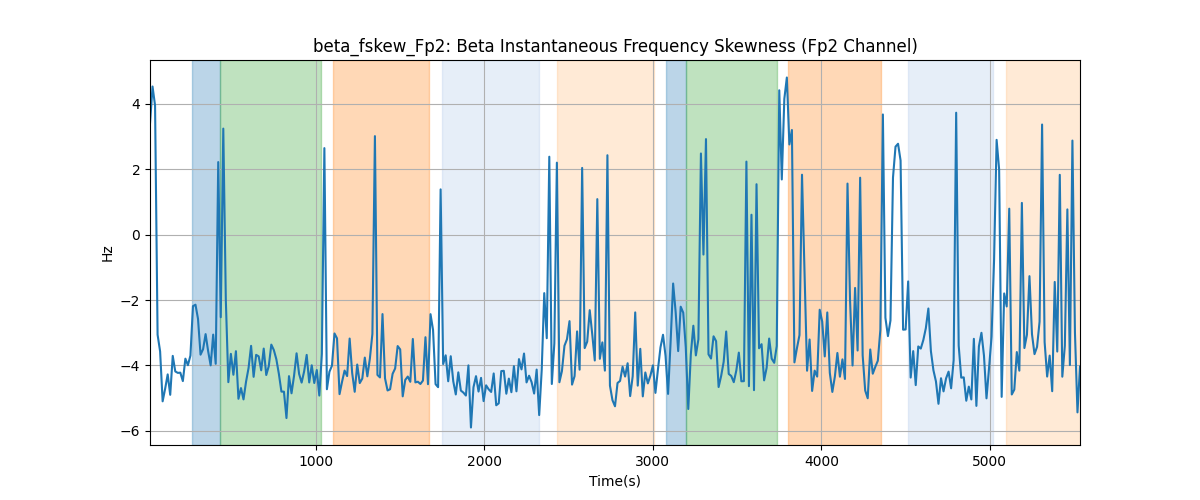 beta_fskew_Fp2: Beta Instantaneous Frequency Skewness (Fp2 Channel)
Hz
4
2
0
−2
−4
−6
1000 2000 3000 4000 5000
Time(s)